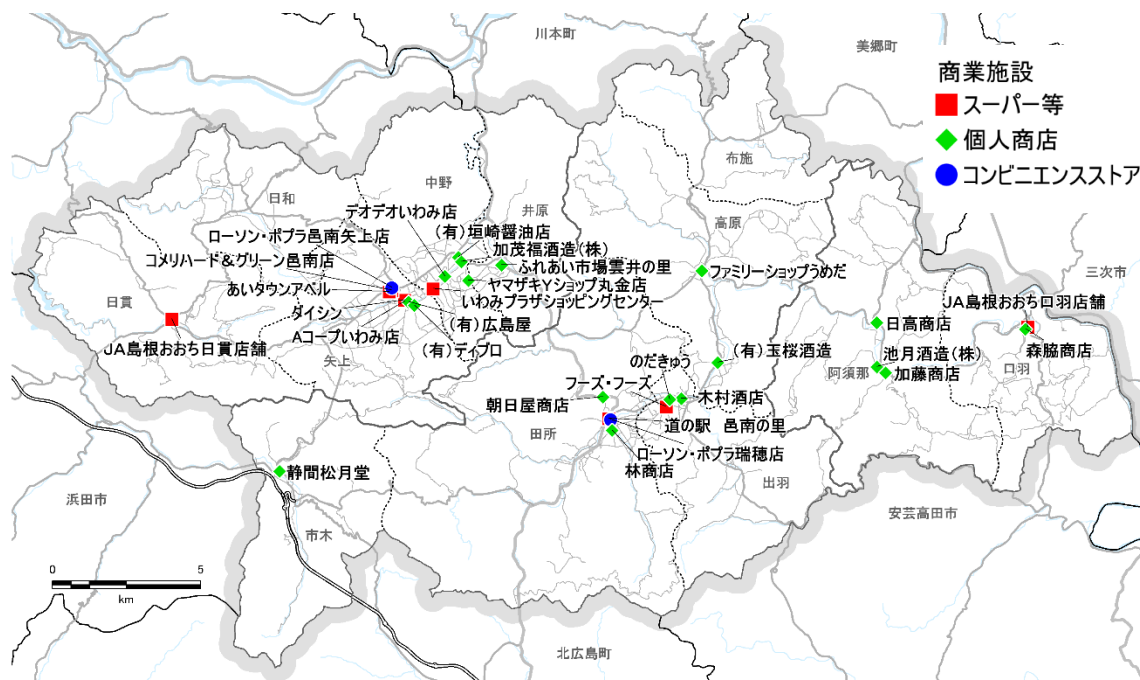 川本町
美郷町
商業施設
スーパー等
個人商店
コンビニエンスストア
布施
日和
中野
井原
高原
デオデオいわみ店
(有)垣崎醤油店
ローソン・ポプラ邑南矢上店
加茂福酒造(株)
コメリハード&グリーン邑南店
ふれあい市場雲井の里
ファミリーショップうめだ
三次市
日貫
あいタウンアベル
ヤマザキYショップ丸金店
いわみプラザショッピングセンター
JA島根おおち口羽店舗
ダイシン
(有)広島屋
日高商店
Aコープいわみ店
JA島根おおち日貫店舗
(有)ディプロ
森脇商店
矢上
のだきゅう
(有)玉桜酒造
池月酒造(株)
口羽
阿須那
加藤商店
フーズ・フーズ
朝日屋商店
木村酒店
道の駅 邑南の里
田所
ローソン・ポプラ瑞穂店
林商店
静間松月堂
出羽
浜田市
安芸高田市
市木
0
5
km
北広島町